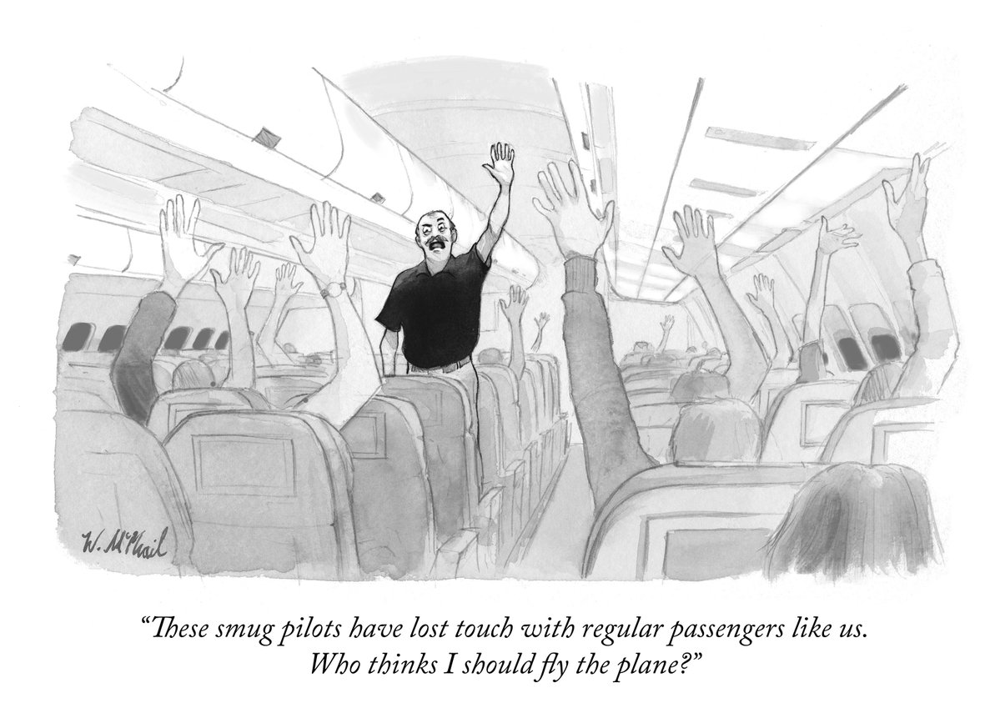 W. McPhail
“These smug pilots have lost touch with regular passengers like us.
Who thinks I should fly the plane?”